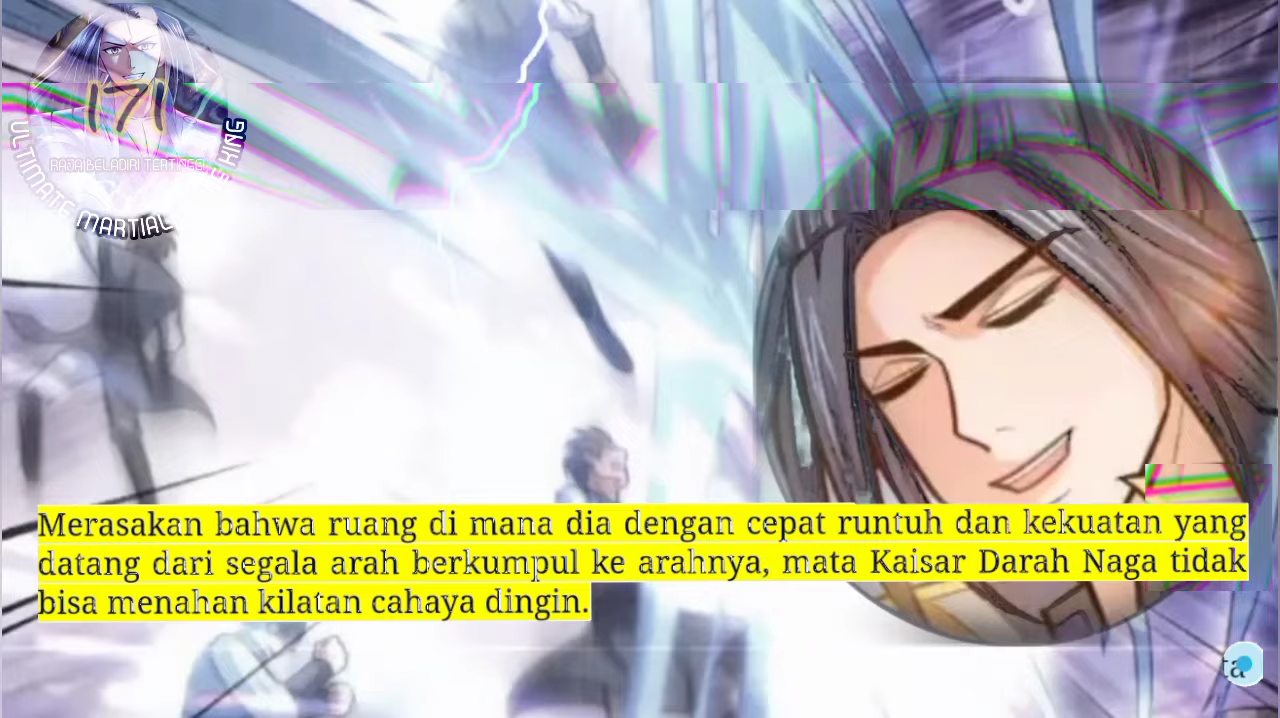 171
RAJA BELADIRI TERTINGGI
ULTIMATE MARTIAL KING
Merasakan bahwa ruang di mana dia dengan cepat runtuh dan kekuatan yang
datang dari segala arah berkumpul ke arahnya, mata Kaisar Darah Naga tidak
bisa menahan kilatan cahaya dingin.
ta